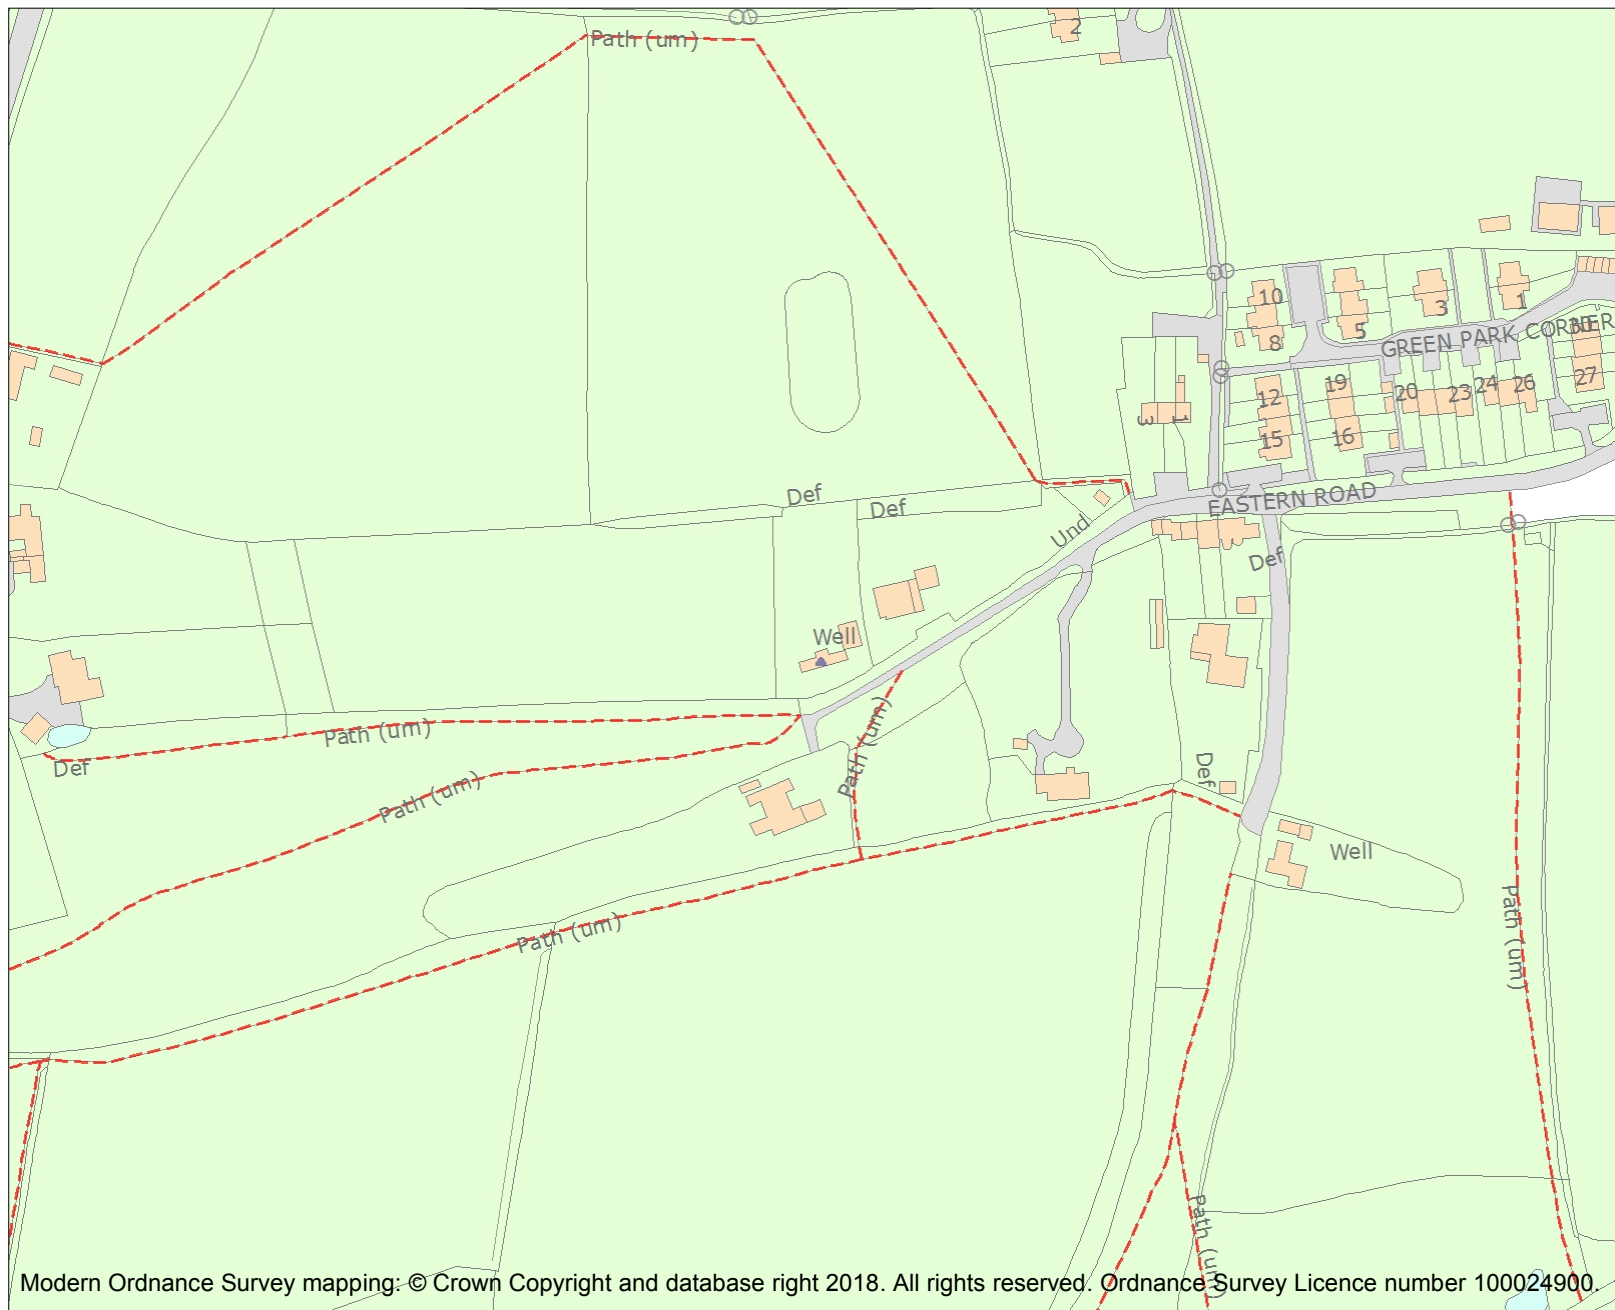 Path (um)
2
10
8
5
3
1
GREEN PARK CORNER
30
27
12
15
19
16
20
23
24
26
3
1
EASTERN ROAD
Def
Def
Und
Def
Well
Path (um)
Def
Path (um)
Path (um)
Def
Well
Path (um)
Path (um)
Path (um)
Modern Ordnance Survey mapping: © Crown Copyright and database right 2018. All rights reserved. Ordnance Survey Licence number 100024900.